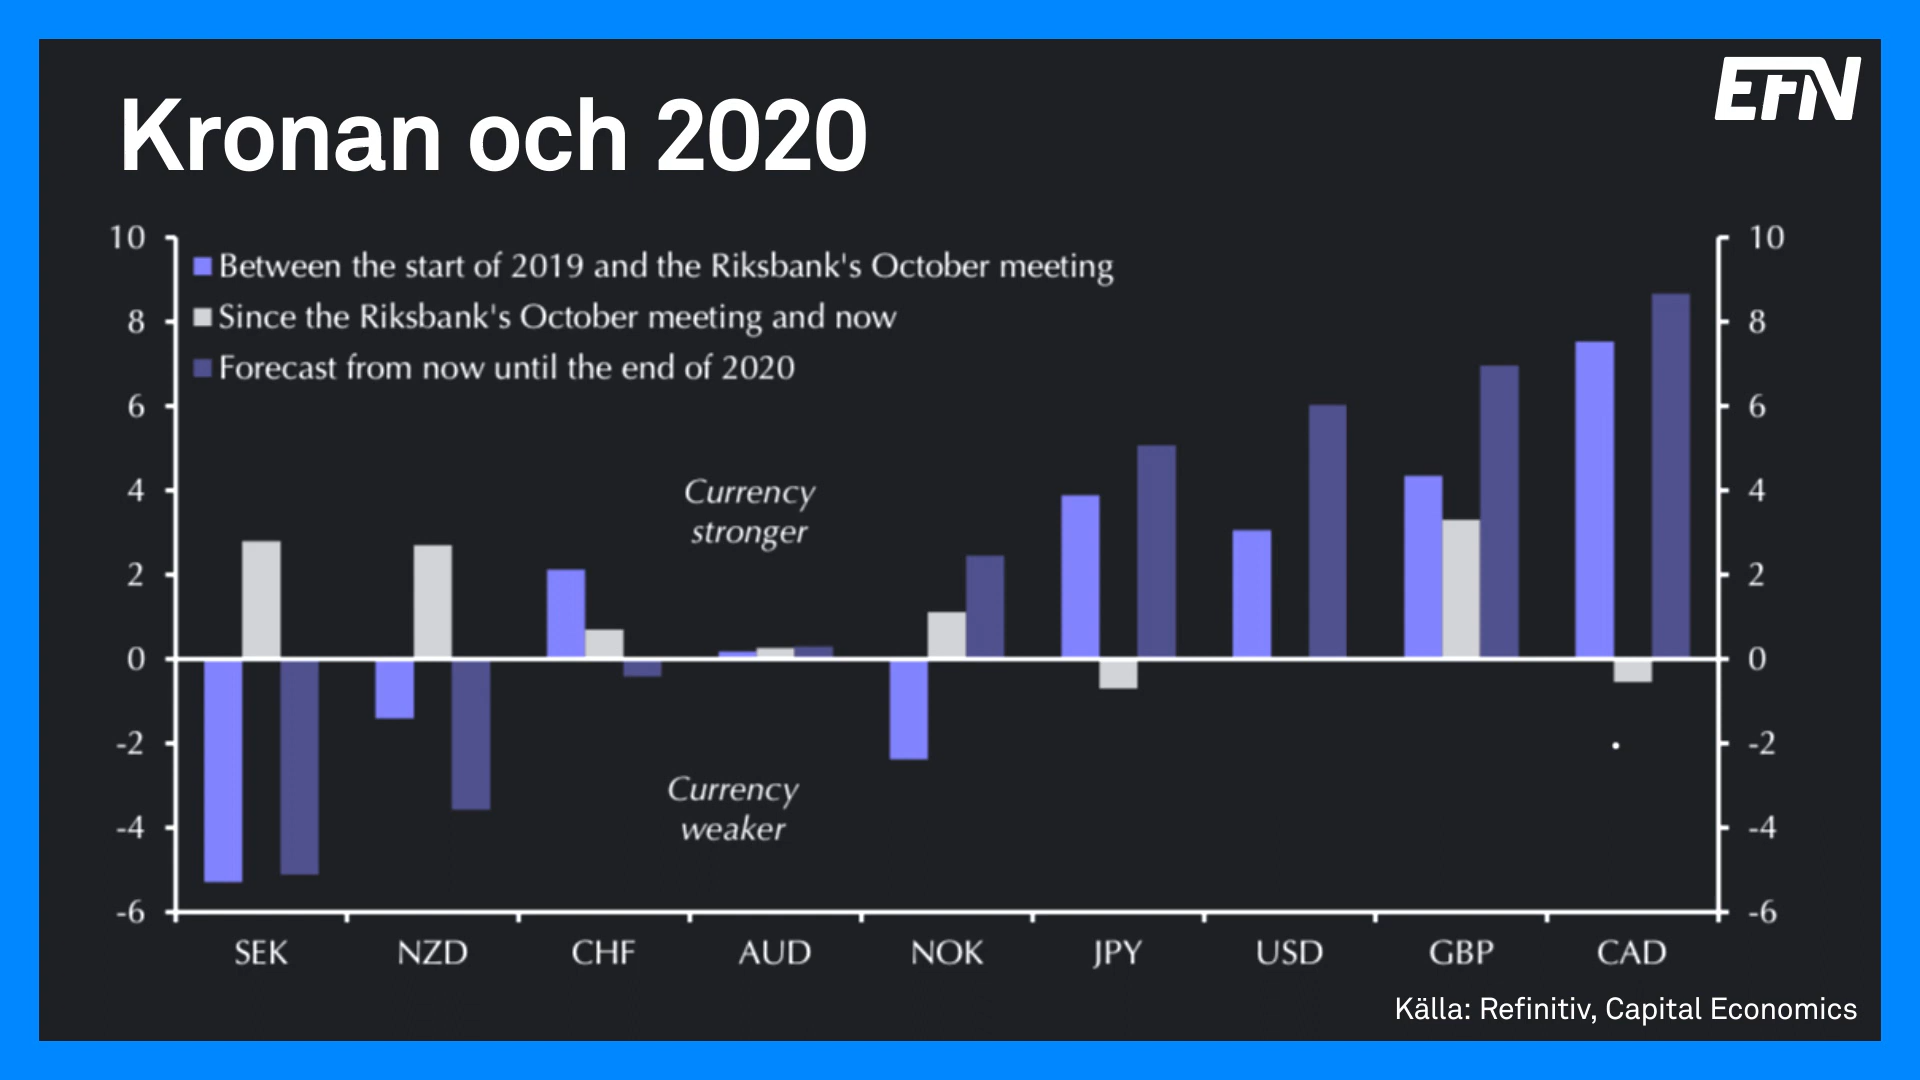 EFN
Kronan och 2020
10 10
Between the start of 2019 and the Riksbank's October meeting
Since the Riksbank's October meeting and now
8 8
Forecast from now until the end of 2020
6 6
Currency
stronger
4 4
2 2
0 0
-2 -2
Currency
weaker
-4 -4
-6 -6
SEK NZD CHF AUD NOK JPY USD GBP CAD
Källa: Refinitiv, Capital Economics